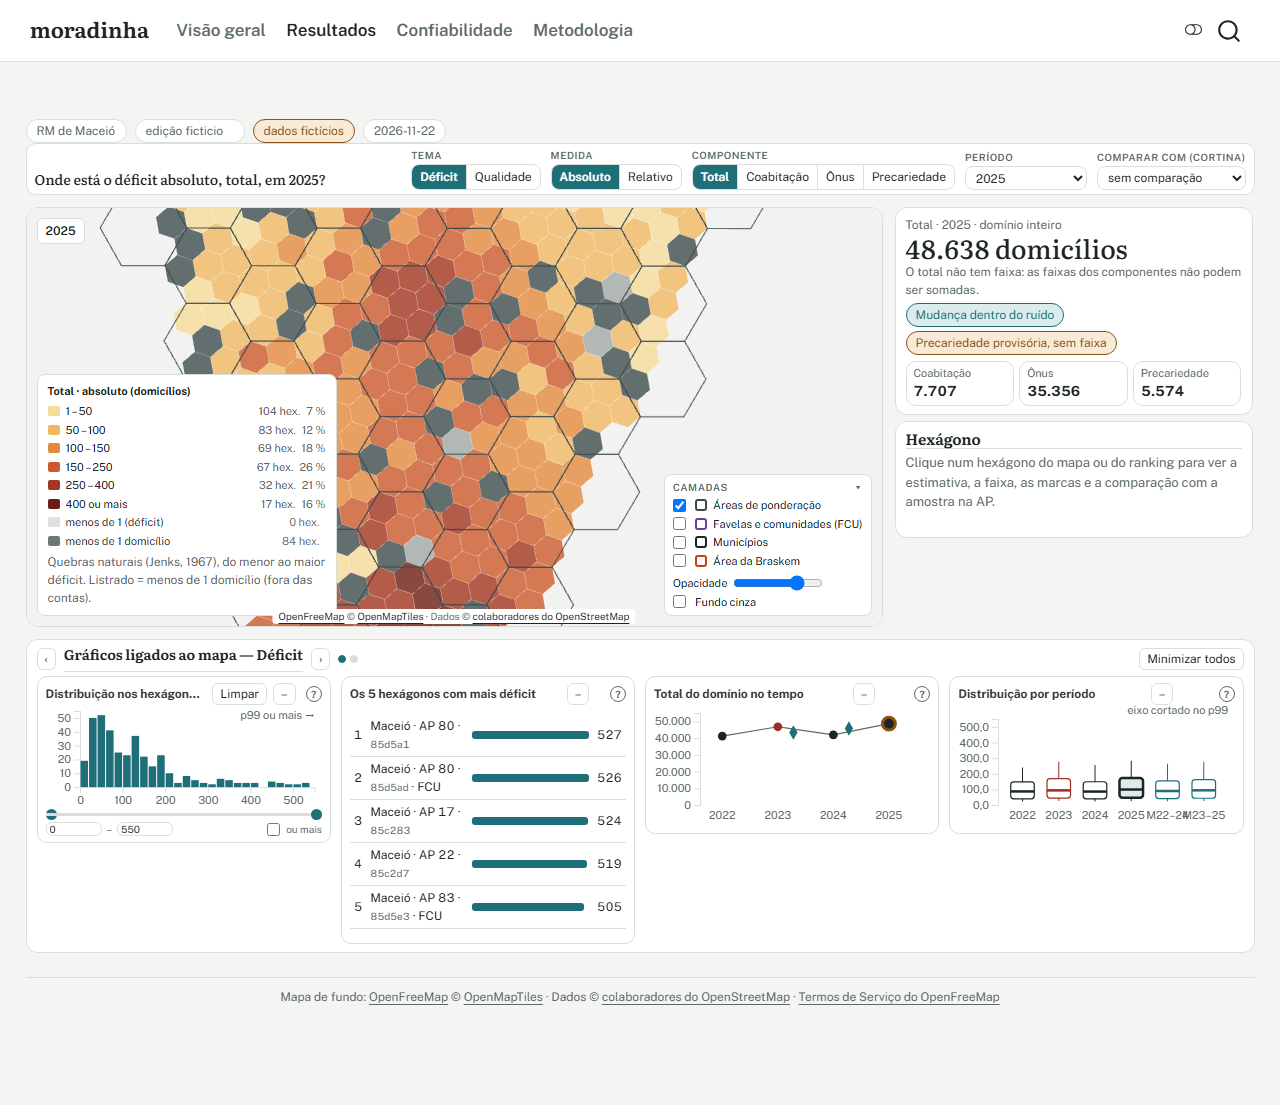 moradinha
Visão geral
Resultados
Confiabilidade
Metodologia
RM de Maceió
edição ficticio
dados fictícios
2026-11-22
Onde está o déficit absoluto, total, em 2025?
TEMA
Déficit
Qualidade
MEDIDA
Absoluto
Relativo
COMPONENTE
Total
Coabitação
Ônus
Precariedade
PERÍODO
2025
COMPARAR COM (CORTINA)
sem comparação
2025
Total · absoluto (domicílios)
1–50 104 hex. 7 %
50–100 83 hex. 12 %
100–150 69 hex. 18 %
150–250 67 hex. 26 %
250–400 32 hex. 21 %
400 ou mais 17 hex. 16 %
menos de 1 (déficit) 0 hex.
menos de 1 domicílio 84 hex.
Quebras naturais (Jenks, 1967), do menor ao maior
déficit. Listrado = menos de 1 domicílio (fora das
contas).
CAMADAS
Áreas de ponderação
Favelas e comunidades (FCU)
Municípios
Área da Braskem
Opacidade
Fundo cinza
OpenFreeMap © OpenMapTiles · Dados © colaboradores do OpenStreetMap
Total · 2025 · domínio inteiro
48.638 domicílios
O total não tem faixa: as faixas dos componentes não podem
ser somadas.
Mudança dentro do ruído
Precariedade provisória, sem faixa
Coabitação
7.707
Ônus
35.356
Precariedade
5.574
Hexágono
Clique num hexágono do mapa ou do ranking para ver a
estimativa, a faixa, as marcas e a comparação com a
amostra na AP.
‹ Gráficos ligados ao mapa — Déficit ›
Minimizar todos
Distribuição nos hexágon...
Limpar
–
?
p99 ou mais →
50
40
30
20
10
0
0 100 200 300 400 500
0 – 550
ou mais
Os 5 hexágonos com mais déficit
–
?
1 Maceió · AP 80 · 527
85d5a1
2 Maceió · AP 80 · 526
85d5ad · FCU
3 Maceió · AP 17 · 524
85c283
4 Maceió · AP 22 · 519
85c2d7
5 Maceió · AP 83 · 505
85d5e3 · FCU
Total do domínio no tempo
–
?
50.000
40.000
30.000
20.000
10.000
0
2022 2023 2024 2025
Distribuição por período
–
?
eixo cortado no p99
500,0
400,0
300,0
200,0
100,0
0,0
2022 2023 2024 2025 M22–24 M23–25
Mapa de fundo: OpenFreeMap © OpenMapTiles · Dados © colaboradores do OpenStreetMap · Termos de Serviço do OpenFreeMap